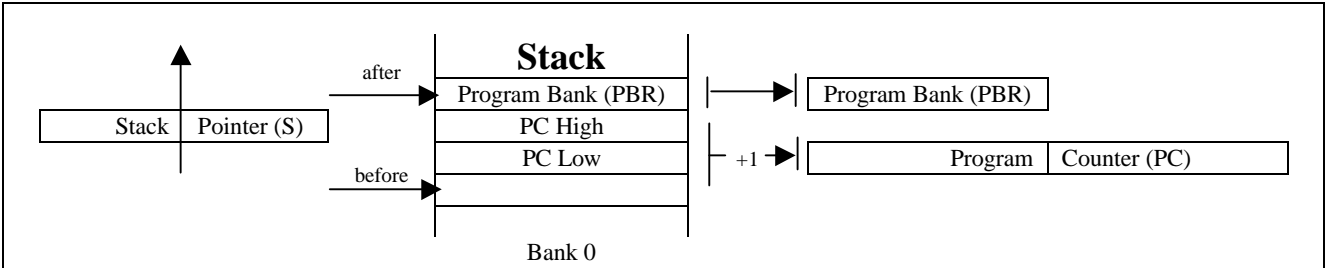 Stack
after
Program Bank (PBR)
Program Bank (PBR)
Stack Pointer (S)
PC High
PC Low
+1
Program Counter (PC)
before
Bank 0